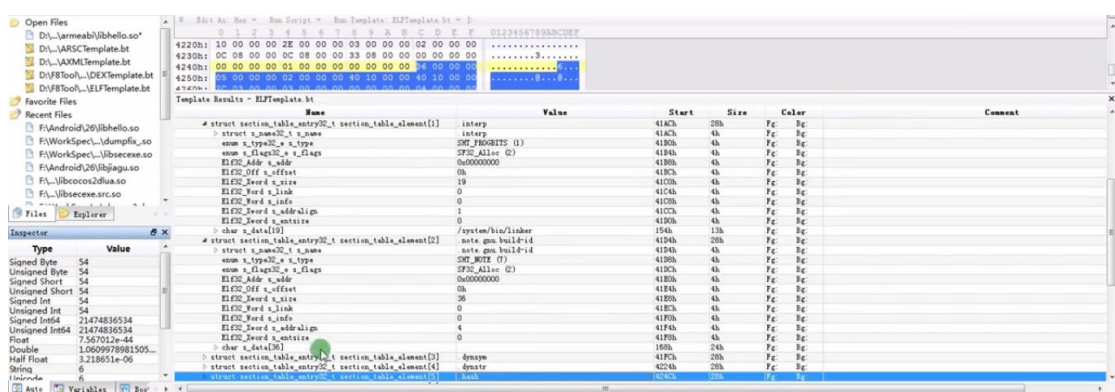 Open Files
D:\...\armeabi\libhello.so*
D:\...\ARSCTemplate.bt
D:\...\AXMLTemplate.bt
D:\F8Tool\...\DEXTemplate.bt
D:\F8Tool\...\ELFTemplate.bt
Favorite Files
Recent Files
F:\Android\26\libhello.so
F:\WorkSpec\...\dumpfix_.so
F:\WorkSpec\...\libsecexe.so
F:\Android\26\libjiagu.so
F:\...\libcocos2dlua.so
F:\...\libsecexe.src.so
Files Explorer
Inspector
Type Value
Signed Byte 54
Unsigned Byte 54
Signed Short 54
Unsigned Short 54
Signed Int 54
Unsigned Int 54
Signed Int64 21474836534
Unsigned Int64 21474836534
Float 7.567012e-44
Double 1.0609978981505...
Half Float 3.218651e-06
String 6
Unicode 6
Auto Variables
Edit As: Hex Run Script Run Template: ELFTemplate.bt
0 1 2 3 4 5 6 7 8 9 A B C D E F 0123456789ABCDEF
4220h: 10 00 00 00 2E 00 00 00 03 00 00 00 02 00 00 00
4230h: 0C 08 00 00 0C 08 00 00 33 08 00 00 00 00 00 00 ........3.......
4240h: 00 00 00 00 01 00 00 00 00 00 00 00 36 00 00 00 ............6...
4250h: 05 00 00 00 02 00 00 00 40 10 00 00 40 10 00 00 ........@...@...
Template Results - ELFTemplate.bt
Name Value Start Size Color Comment
struct section_table_entry32_t section_table_element[1] .interp 41ACh 28h Fg: Bg:
struct s_name32_t s_name .interp 41ACh 4h Fg: Bg:
enum s_type32_e s_type SHT_PROGBITS (1) 41B0h 4h Fg: Bg:
enum s_flags32_e s_flags SF32_Alloc (2) 41B4h 4h Fg: Bg:
Elf32_Addr s_addr 0x00000000 41B8h 4h Fg: Bg:
Elf32_Off s_offset 0h 41BCh 4h Fg: Bg:
Elf32_Xword s_size 19 41C0h 4h Fg: Bg:
Elf32_Word s_link 0 41C4h 4h Fg: Bg:
Elf32_Word s_info 0 41C8h 4h Fg: Bg:
Elf32_Xword s_addralign 1 41CCh 4h Fg: Bg:
Elf32_Xword s_entsize 0 41D0h 4h Fg: Bg:
char s_data[19] /system/bin/linker 154h 13h Fg: Bg:
struct section_table_entry32_t section_table_element[2] .note.gnu.build-id 41D4h 28h Fg: Bg:
struct s_name32_t s_name .note.gnu.build-id 41D4h 4h Fg: Bg:
enum s_type32_e s_type SHT_NOTE (7) 41D8h 4h Fg: Bg:
enum s_flags32_e s_flags SF32_Alloc (2) 41DCh 4h Fg: Bg:
Elf32_Addr s_addr 0x00000000 41E0h 4h Fg: Bg:
Elf32_Off s_offset 0h 41E4h 4h Fg: Bg:
Elf32_Xword s_size 36 41E8h 4h Fg: Bg:
Elf32_Word s_link 0 41ECh 4h Fg: Bg:
Elf32_Word s_info 0 41F0h 4h Fg: Bg:
Elf32_Xword s_addralign 4 41F4h 4h Fg: Bg:
Elf32_Xword s_entsize 0 41F8h 4h Fg: Bg:
char s_data[36] 168h 24h Fg: Bg:
struct section_table_entry32_t section_table_element[3] .dynsym 41FCh 28h Fg: Bg:
struct section_table_entry32_t section_table_element[4] .dynstr 4224h 28h Fg: Bg:
struct section_table_entry32_t section_table_element[5] .hash 424Ch 28h Fg: Bg: